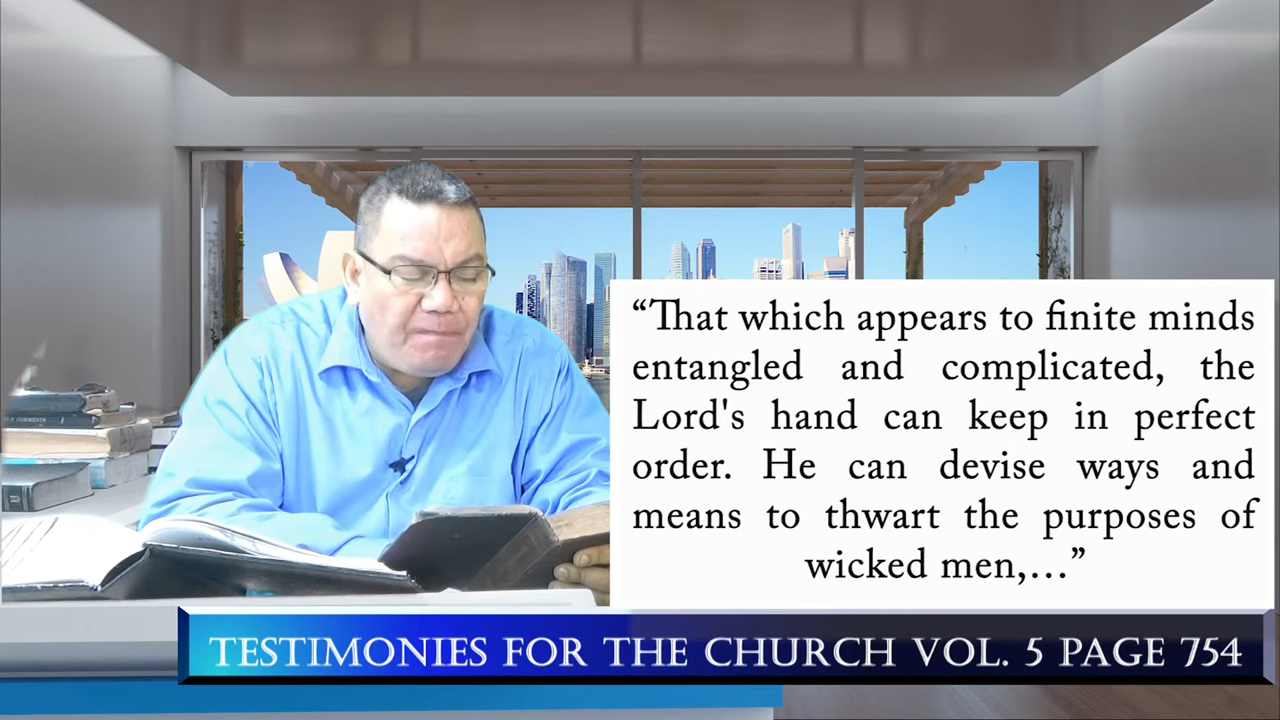 “That which appears to finite minds
entangled and complicated, the
Lord's hand can keep in perfect
order. He can devise ways and
means to thwart the purposes of
wicked men,...”
TESTIMONIES FOR THE CHURCH VOL. 5 PAGE 754